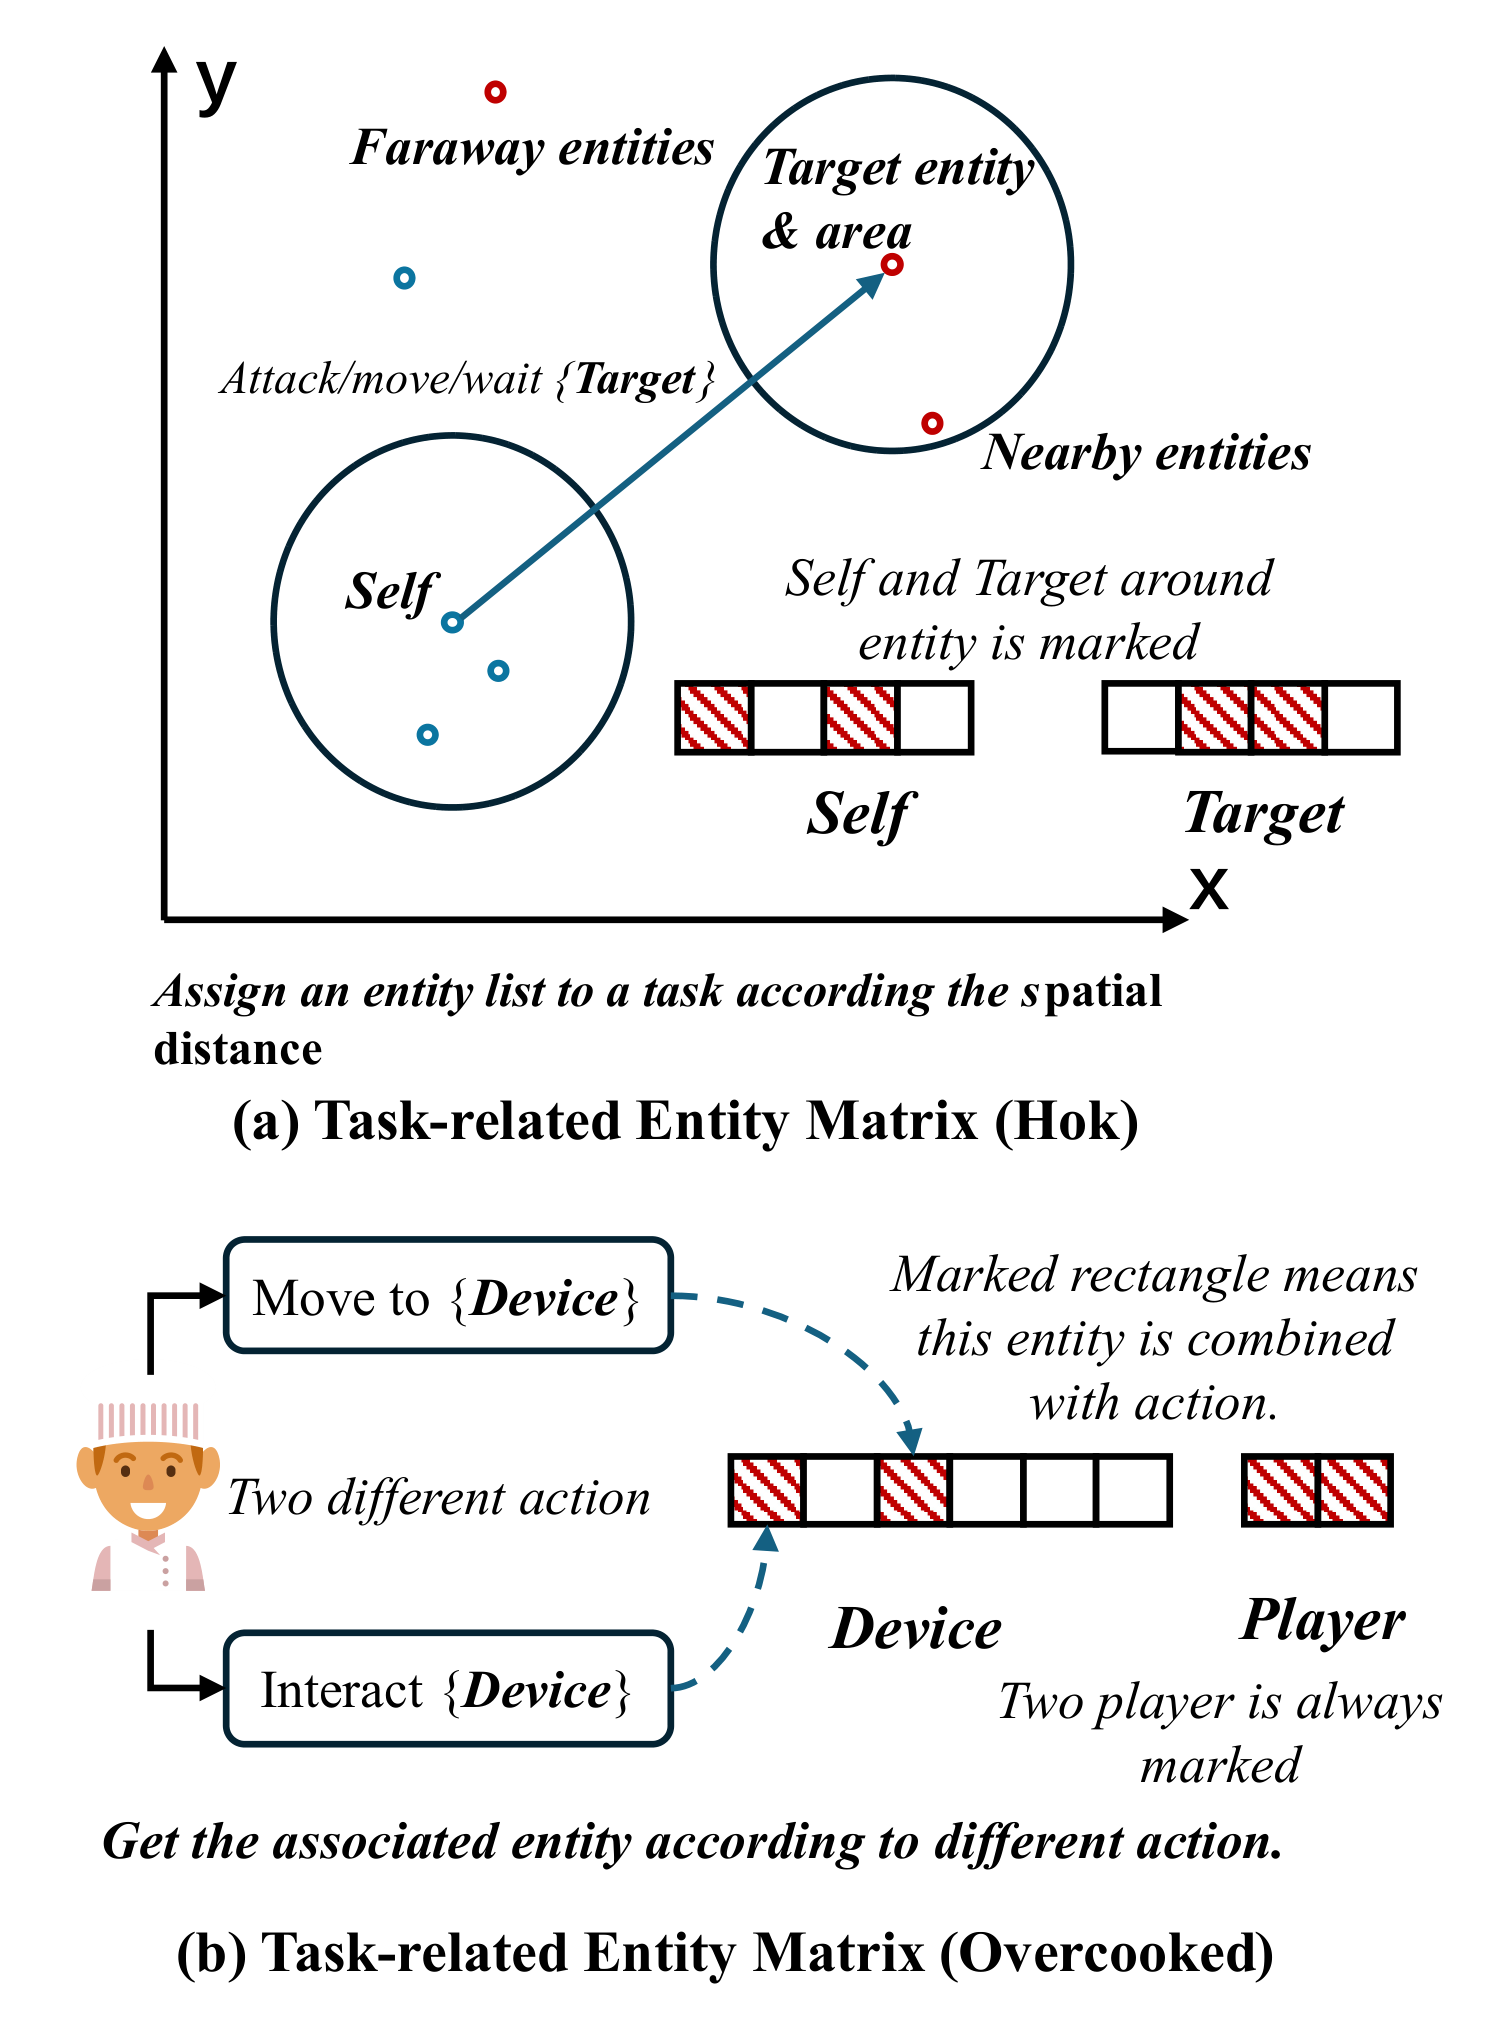 y
Faraway entities
Target entity
& area
Attack/move/wait {Target}
Nearby entities
Self
Self and Target around
entity is marked
Self
Target
x
Assign an entity list to a task according the spatial
distance
(a) Task-related Entity Matrix (Hok)
Move to {Device}
Marked rectangle means
this entity is combined
with action.
Two different action
Device
Player
Interact {Device}
Two player is always
marked
Get the associated entity according to different action.
(b) Task-related Entity Matrix (Overcooked)